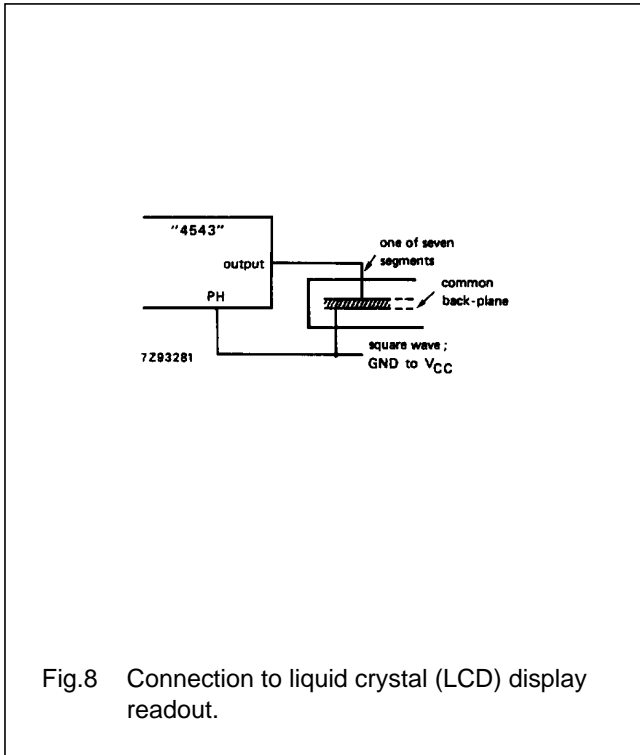 "4543"
output
PH
7Z93281
one of seven
segments
common
back-plane
square wave;
GND to VCC
Fig.8 Connection to liquid crystal (LCD) display
readout.